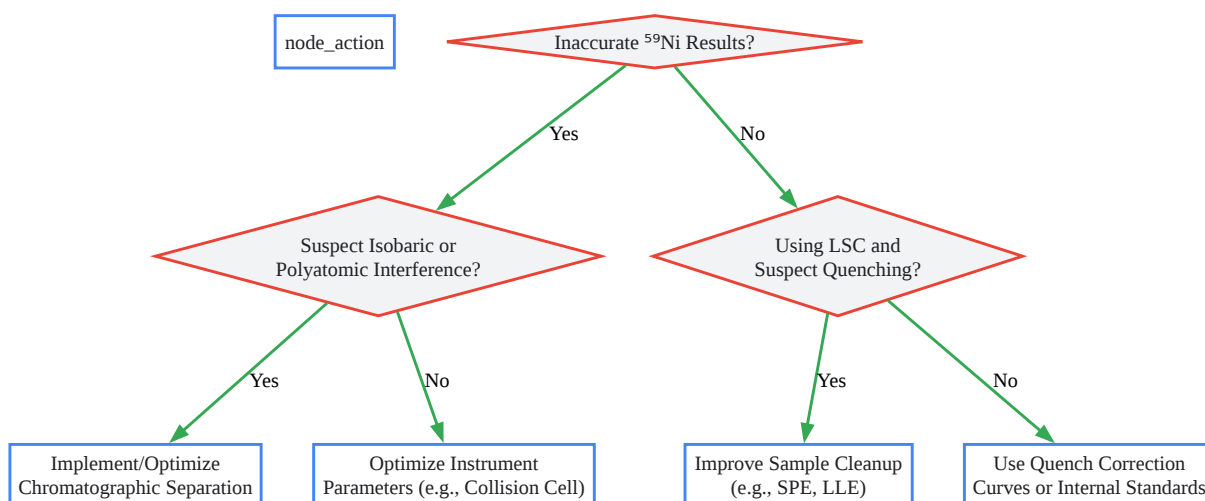 node_action
Inaccurate ⁵⁹Ni Results?
Yes
No
Suspect Isobaric or
Polyatomic Interference?
Using LSC and
Suspect Quenching?
Yes
No
Yes
No
Implement/Optimize
Chromatographic Separation
Optimize Instrument
Parameters (e.g., Collision Cell)
Improve Sample Cleanup
(e.g., SPE, LLE)
Use Quench Correction
Curves or Internal Standards